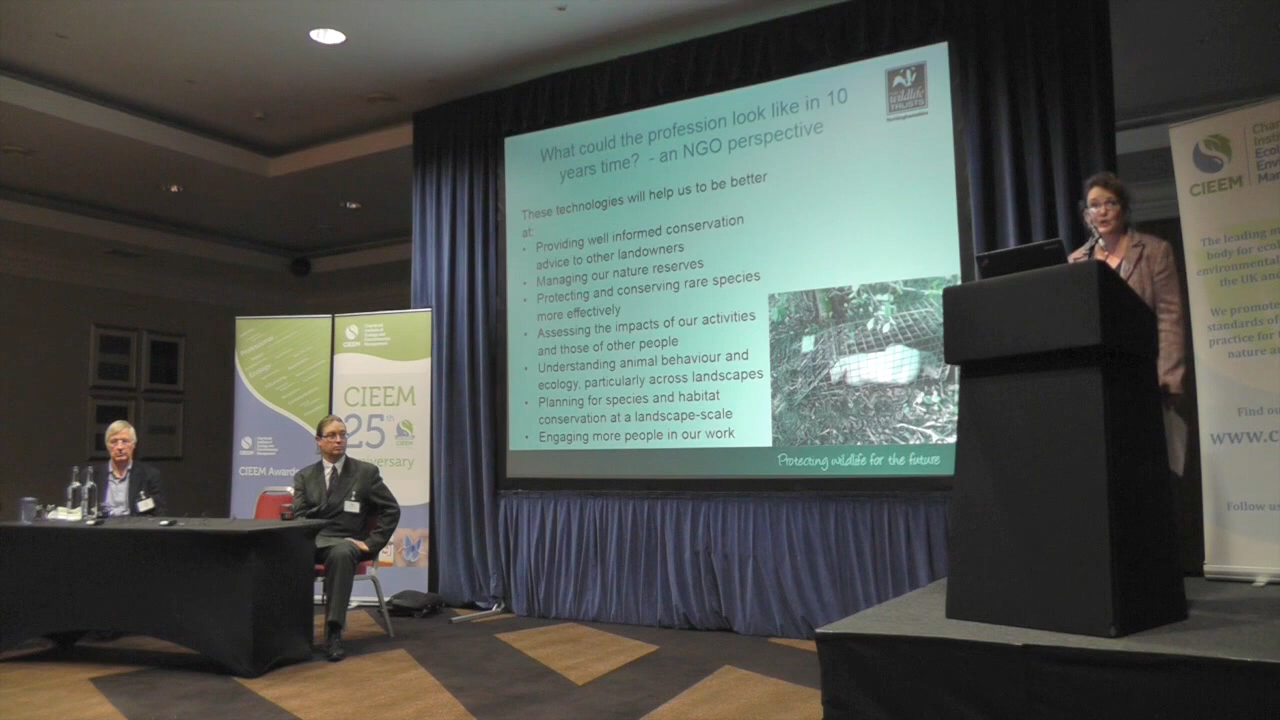 What could the profession look like in 10
years time? - an NGO perspective
wildlife
TRUSTS
These technologies will help us to be better
at:
• Providing well informed conservation
advice to other landowners
• Managing our nature reserves
• Protecting and conserving rare species
more effectively
• Assessing the impacts of our activities
and those of other people
• Understanding animal behaviour and
ecology, particularly across landscapes
• Planning for species and habitat
conservation at a landscape-scale
• Engaging more people in our work
Protecting wildlife for the future
CIEEM Awards
CIEEM
CIEEM
25th
CIEEM
CIEEM
The leading
body for
environmental
the UK
We promot
standards of
practice for
nature
Find
www.c
Follow us